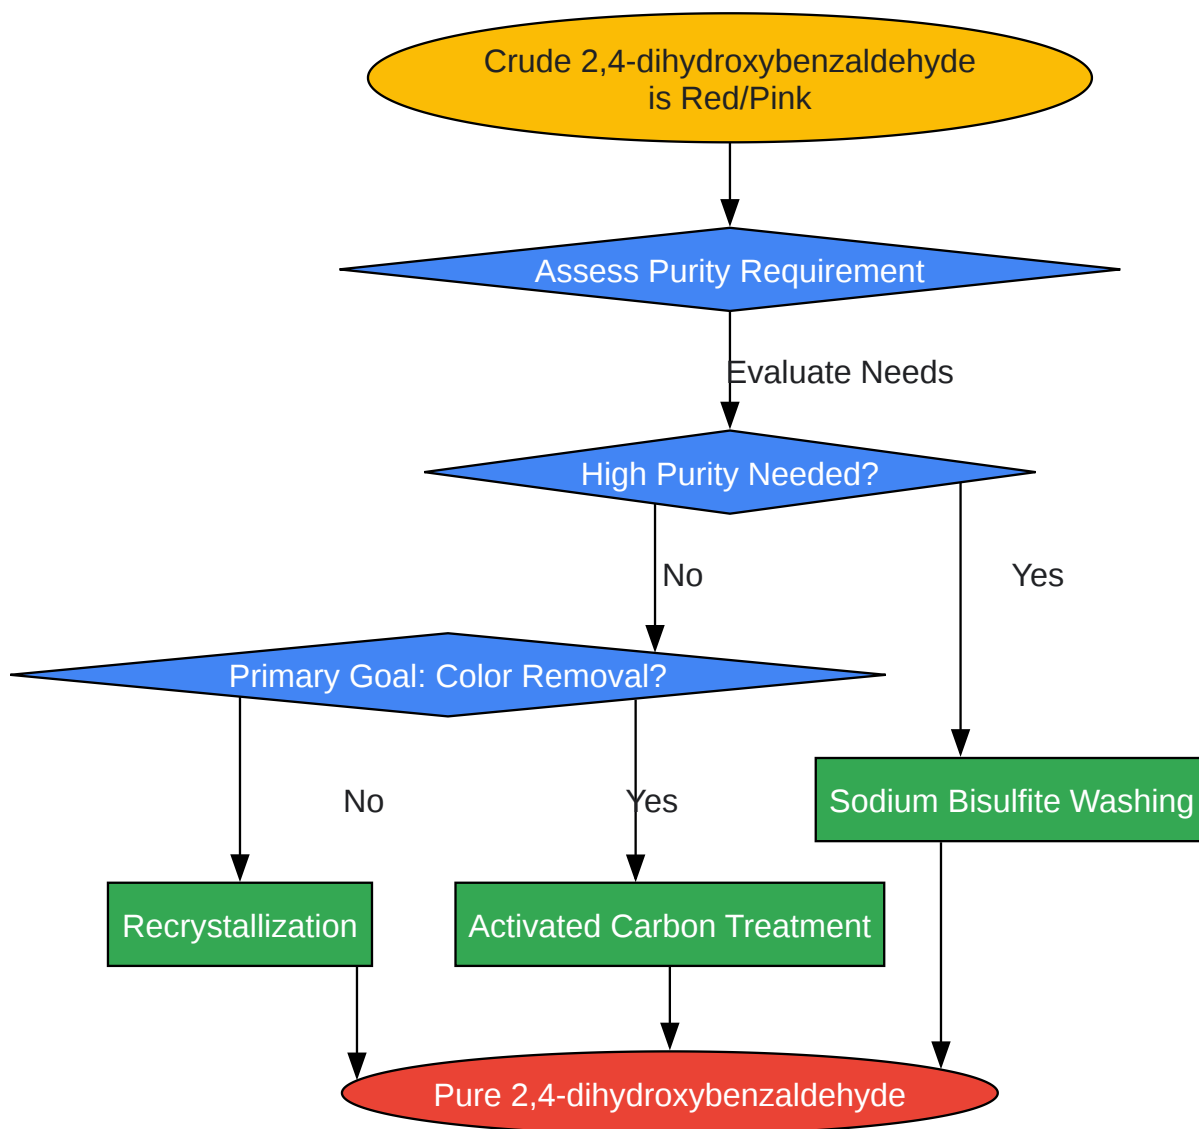 Crude 2,4-dihydroxybenzaldehyde
is Red/Pink
Assess Purity Requirement
Evaluate Needs
High Purity Needed?
No
Yes
Primary Goal: Color Removal?
No
Yes
Sodium Bisulfite Washing
Recrystallization
Activated Carbon Treatment
Pure 2,4-dihydroxybenzaldehyde